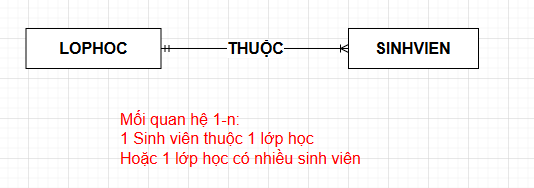 LOPHOC THUỘC SINHVIEN
Mối quan hệ 1-n:
1 Sinh viên thuộc 1 lớp học
Hoặc 1 lớp học có nhiều sinh viên